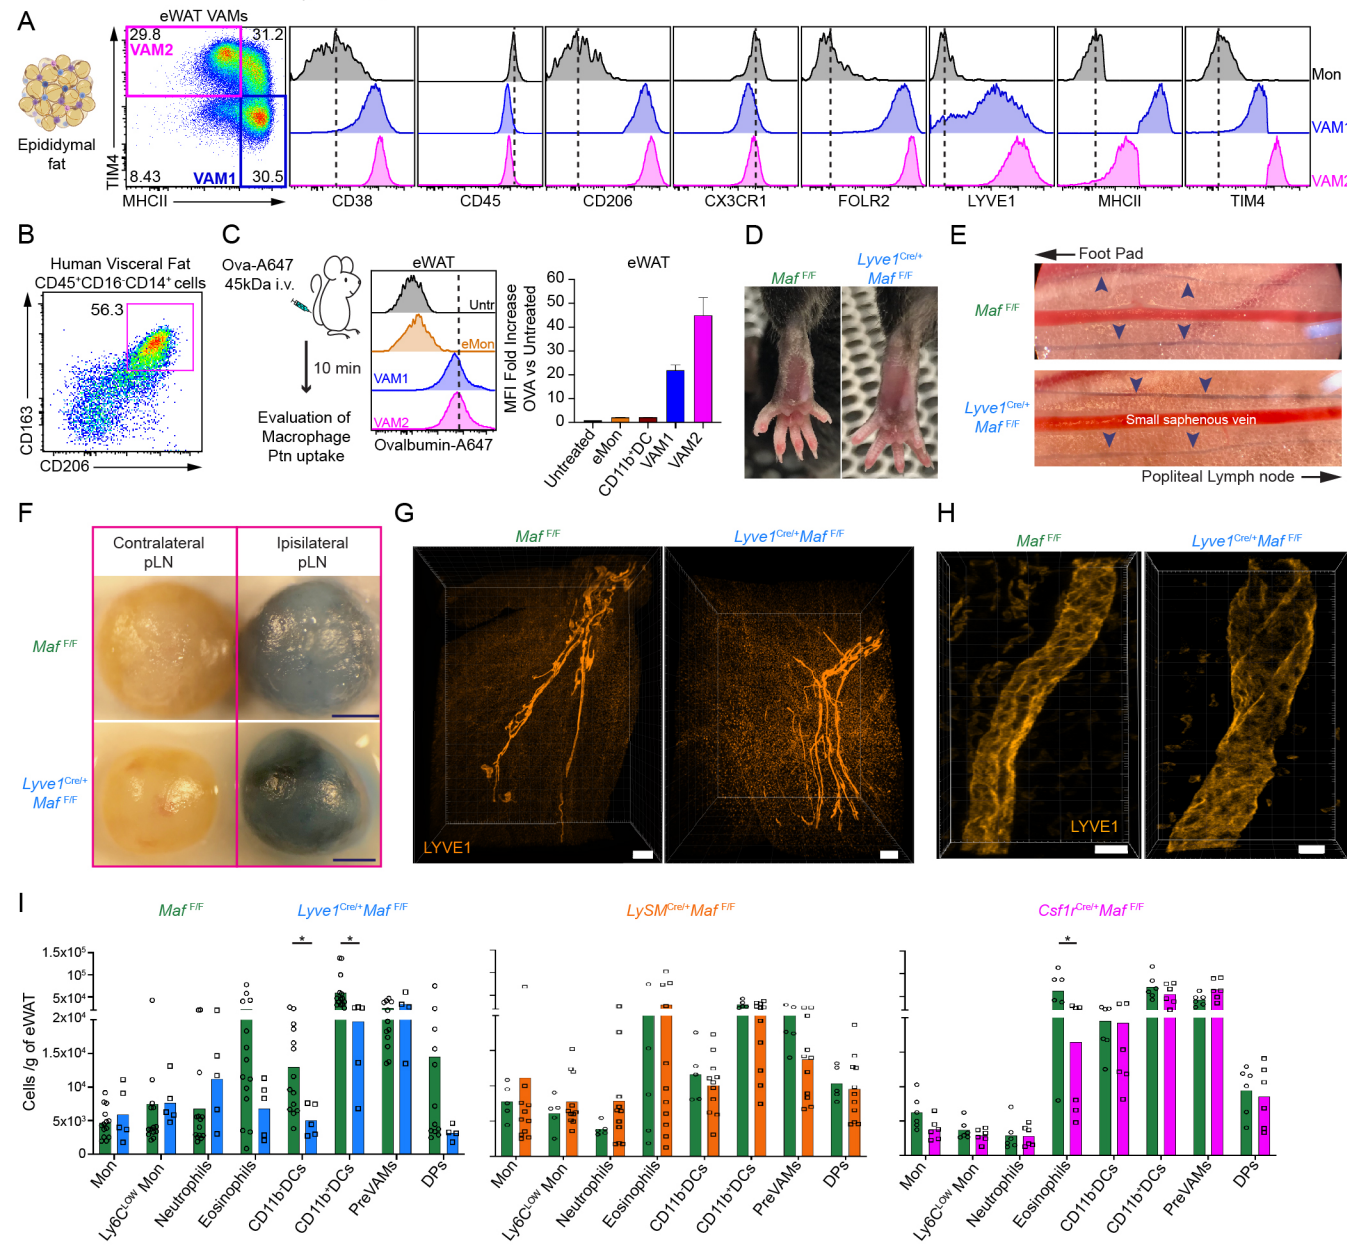 A
eWAT VAMs
29.8
31.2
VAM2
8.43
VAM1
30.5
TIM4
MHCII
Epididymal
fat
CD38
CD45
CD206
CX3CR1
FOLR2
LYVE1
MHCII
TIM4
Mon
VAM1
VAM2
B
Human Visceral Fat
CD45⁺CD16⁻CD14⁺ cells
56.3
CD163
CD206
C
Ova-A647
45kDa i.v.
10 min
Evaluation of
Macrophage
Ptn uptake
eWAT
Untr
eMon
VAM1
VAM2
Ovalbumin-A647
eWAT
MFI Fold Increase
OVA vs Untreated
60
50
40
30
20
10
0
Untreated
eMon
CD11b⁺DC
VAM1
VAM2
D
Maf F/F
Lyve1Cre/+
Maf F/F
E
Foot Pad
Maf F/F
Lyve1Cre/+
Maf F/F
Small saphenous vein
Popliteal Lymph node
F
Contralateral
pLN
Ipisilateral
pLN
Maf F/F
Lyve1Cre/+
Maf F/F
G
Maf F/F
Lyve1Cre/+Maf F/F
LYVE1
H
Maf F/F
Lyve1Cre/+Maf F/F
LYVE1
I
Maf F/F
Lyve1Cre/+Maf F/F
LySMCre/+Maf F/F
Csf1rCre/+Maf F/F
Cells /g of eWAT
1.5x10⁵
10⁵
5x10⁴
2x10⁴
1.5x10⁴
10⁴
5x10³
0
*
*
*
Mon
Ly6CLOW Mon
Neutrophils
Eosinophils
CD11b⁻DCs
CD11b⁺DCs
PreVAMs
DPs
Mon
Ly6CLOW Mon
Neutrophils
Eosinophils
CD11b⁻DCs
CD11b⁺DCs
PreVAMs
DPs
Mon
Ly6CLOW Mon
Neutrophils
Eosinophils
CD11b⁻DCs
CD11b⁺DCs
PreVAMs
DPs